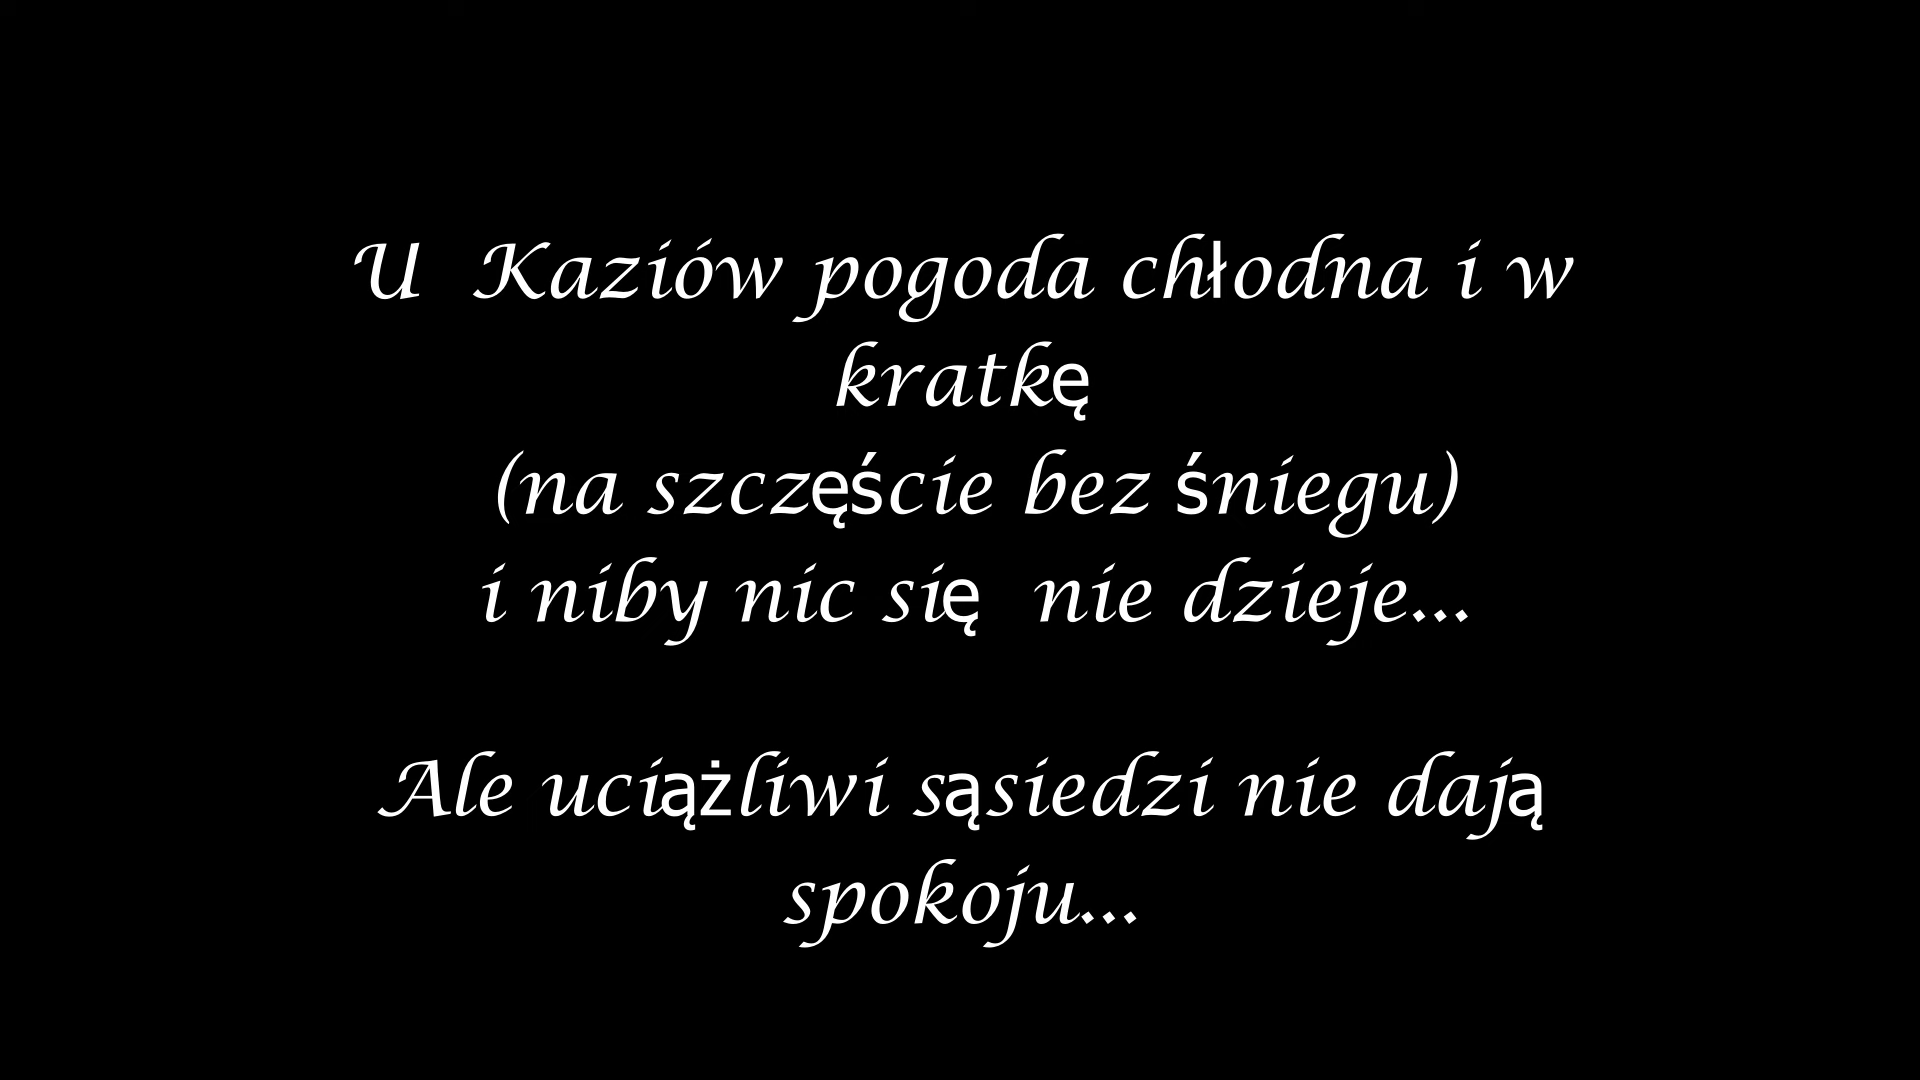 U Kaziów pogoda chłodna i w
kratkę
(na szczęście bez śniegu)
i niby nic się nie dzieje...
Ale uciążliwi sąsiedzi nie dają
spokoju...